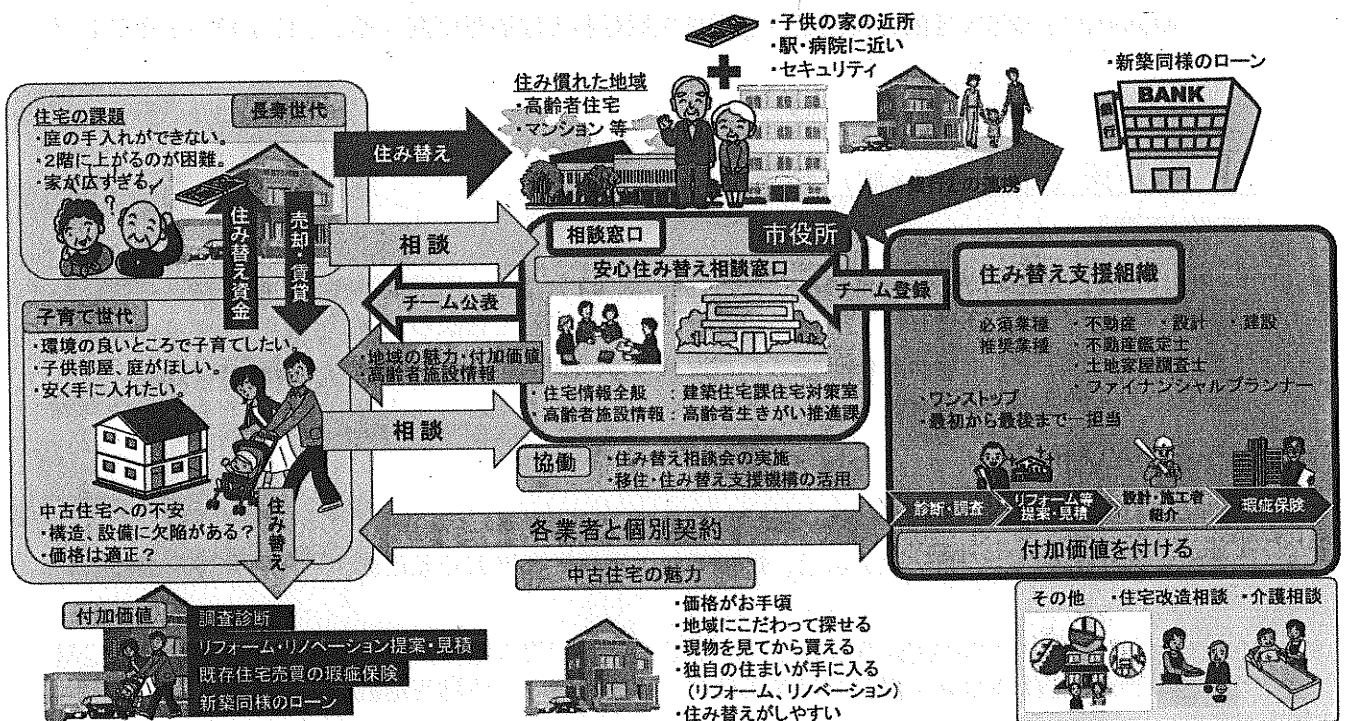 ・子供の家の近所
・駅・病院に近い
・セキュリティ
住み慣れた地域
・高齢者住宅
・マンション 等
・新築同様のローン
BANK
銀行
長寿世代
住宅の課題
・庭の手入れができない。
・2階に上がるのが困難。
・家が広すぎる。
?
住み替え資金
売却・賃貸
住み替え
相談
チーム公表
・地域の魅力・付加価値
・高齢者施設情報
相談
子育て世代
・環境の良いところで子育てしたい。
・子供部屋、庭がほしい。
・安く手に入れたい。
中古住宅への不安
・構造、設備に欠陥がある?
・価格は適正?
住み替え
相談窓口
市役所
安心住み替え相談窓口
・住宅情報全般 :建築住宅課住宅対策室
・高齢者施設情報:高齢者生きがい推進課
協働
・住み替え相談会の実施
・移住・住み替え支援機構の活用
チーム登録
住み替え支援組織
必須業種 ・不動産 ・設計 ・建設
推奨業種 ・不動産鑑定士
・土地家屋調査士
ファイナンシャルプランナー
・ワンストップ
・最初から最後まで一担当
診断・調査
リフォーム等
提案・見積
設計・施工者
紹介
瑕疵保険
付加価値を付ける
各業者と個別契約
付加価値
調査診断
リフォーム・リノベーション提案・見積
既存住宅売買の瑕疵保険
新築同様のローン
中古住宅の魅力
・価格がお手頃
・地域にこだわって探せる
・現物を見てから買える
・独自の住まいが手に入る
(リフォーム、リノベーション)
・住み替えがしやすい
その他 ・住宅改造相談 ・介護相談